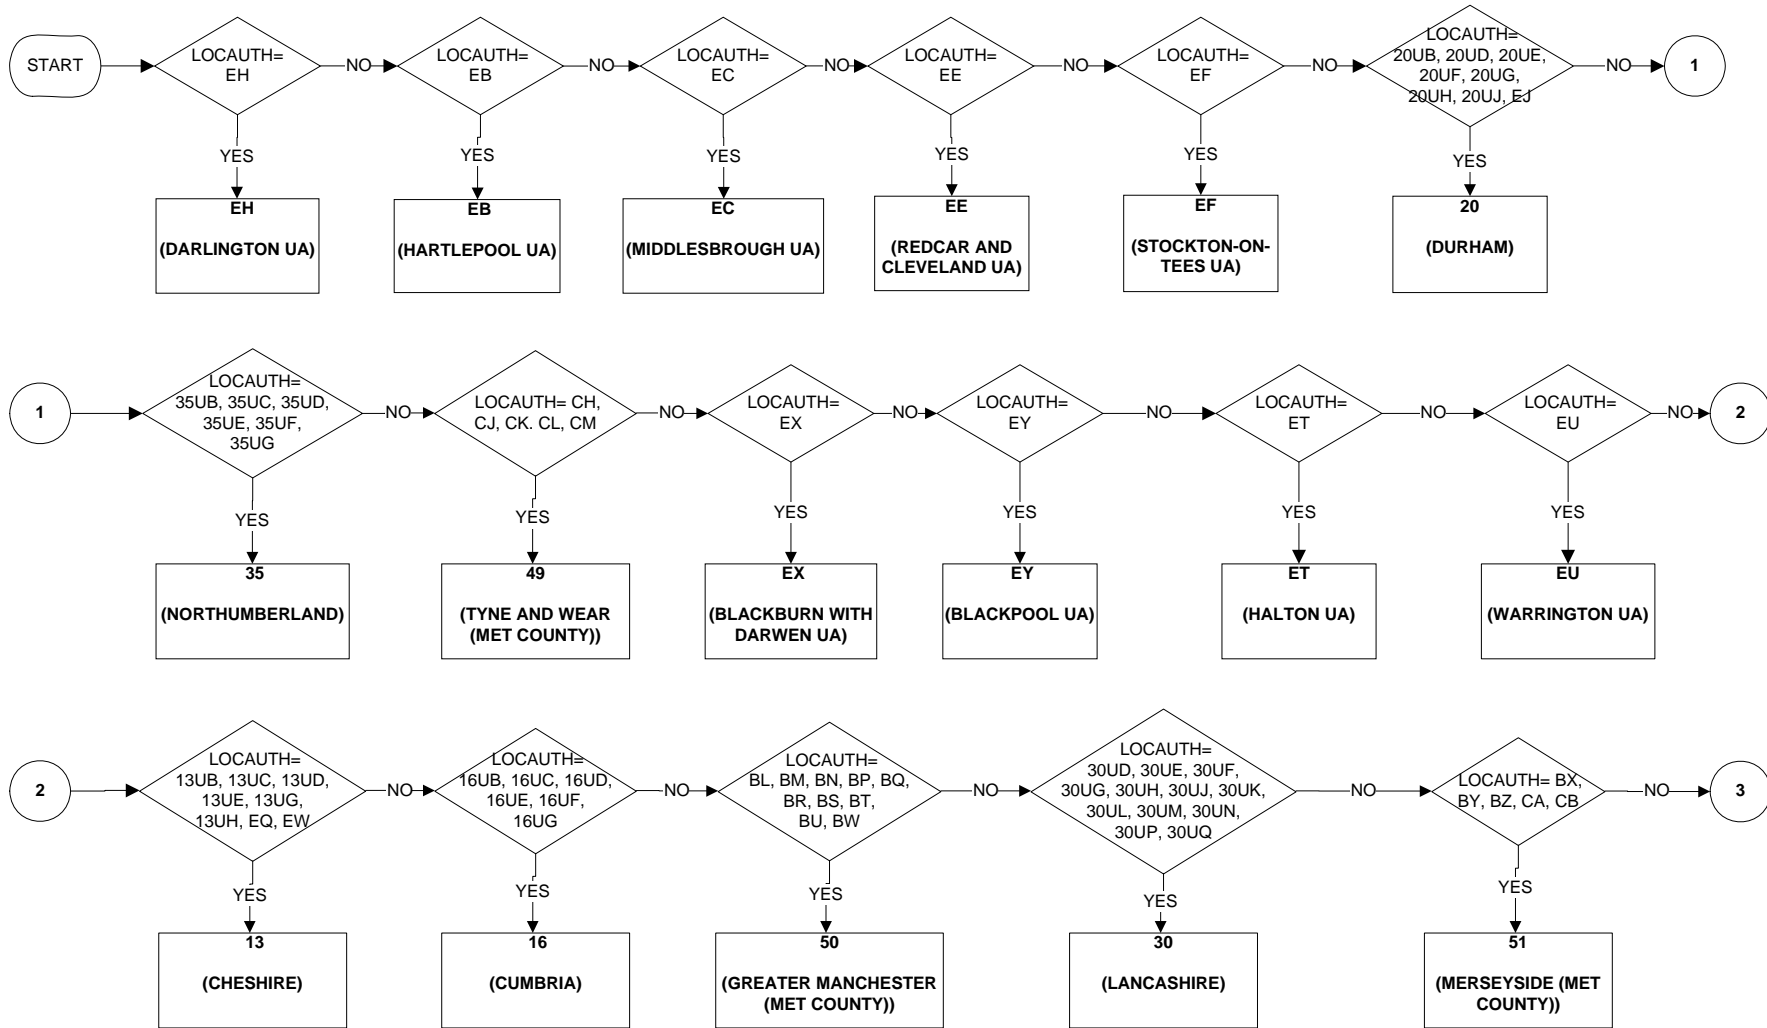 START
LOCAUTH=
EH
NO
LOCAUTH=
EB
NO
LOCAUTH=
EC
NO
LOCAUTH=
EE
NO
LOCAUTH=
EF
NO
LOCAUTH=
20UB, 20UD, 20UE,
20UF, 20UG,
20UH, 20UJ, EJ
NO
1
YES
YES
YES
YES
YES
YES
EH
(DARLINGTON UA)
EB
(HARTLEPOOL UA)
EC
(MIDDLESBROUGH UA)
EE
(REDCAR AND
CLEVELAND UA)
EF
(STOCKTON-ON-
TEES UA)
20
(DURHAM)
1
LOCAUTH=
35UB, 35UC, 35UD,
35UE, 35UF,
35UG
NO
LOCAUTH= CH,
CJ, CK. CL, CM
NO
LOCAUTH=
EX
NO
LOCAUTH=
EY
NO
LOCAUTH=
ET
NO
LOCAUTH=
EU
NO
2
YES
YES
YES
YES
YES
YES
35
(NORTHUMBERLAND)
49
(TYNE AND WEAR
(MET COUNTY))
EX
(BLACKBURN WITH
DARWEN UA)
EY
(BLACKPOOL UA)
ET
(HALTON UA)
EU
(WARRINGTON UA)
2
LOCAUTH=
13UB, 13UC, 13UD,
13UE, 13UG,
13UH, EQ, EW
NO
LOCAUTH=
16UB, 16UC, 16UD,
16UE, 16UF,
16UG
NO
LOCAUTH=
BL, BM, BN, BP, BQ,
BR, BS, BT,
BU, BW
NO
LOCAUTH=
30UD, 30UE, 30UF,
30UG, 30UH, 30UJ, 30UK,
30UL, 30UM, 30UN,
30UP, 30UQ
NO
LOCAUTH= BX,
BY, BZ, CA, CB
NO
3
YES
YES
YES
YES
YES
13
(CHESHIRE)
16
(CUMBRIA)
50
(GREATER MANCHESTER
(MET COUNTY))
30
(LANCASHIRE)
51
(MERSEYSIDE (MET
COUNTY))